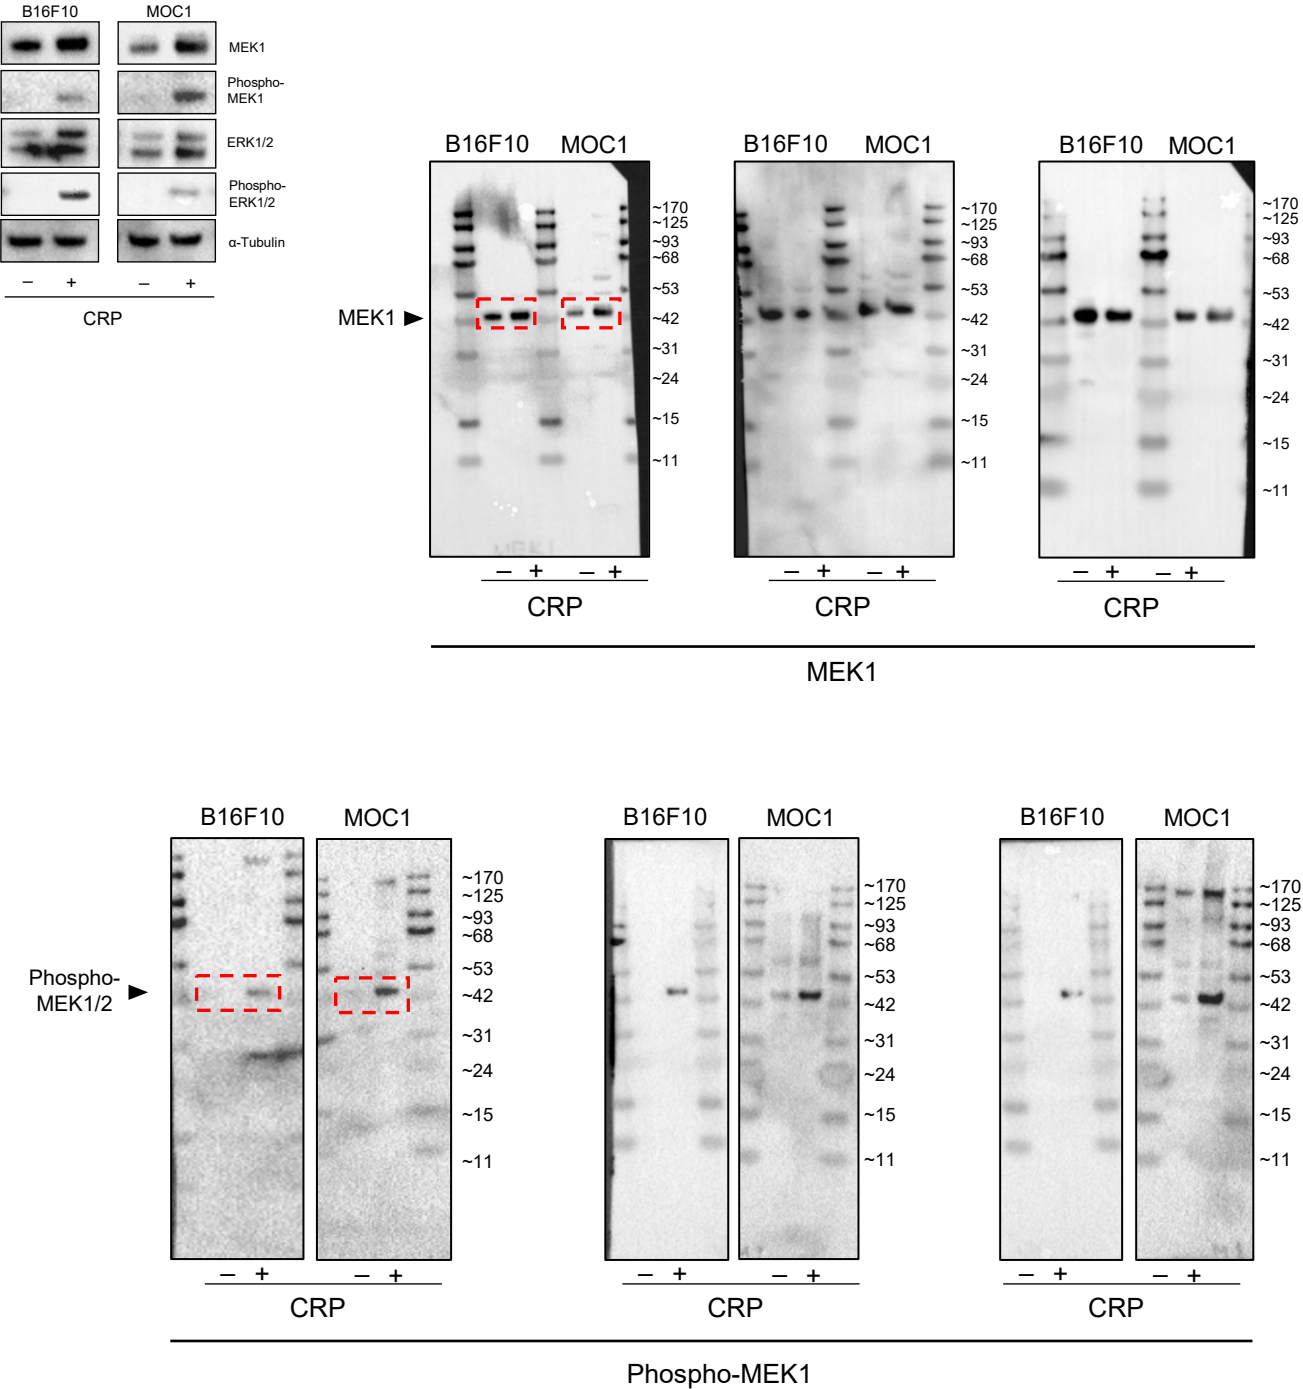 B16F10 MOC1
MEK1
Phospho-
MEK1
ERK1/2
Phospho-
ERK1/2
α-Tubulin
– + – +
CRP
B16F10 MOC1
~170
~125
~93
~68
~53
~42
~31
~24
~15
~11
MEK1
– + – +
CRP
B16F10 MOC1
~170
~125
~93
~68
~53
~42
~31
~24
~15
~11
– + – +
CRP
B16F10 MOC1
~170
~125
~93
~68
~53
~42
~31
~24
~15
~11
– + – +
CRP
MEK1
B16F10 MOC1
~170
~125
~93
~68
~53
~42
~31
~24
~15
~11
Phospho-
MEK1/2
– + – +
CRP
B16F10 MOC1
~170
~125
~93
~68
~53
~42
~31
~24
~15
~11
– + – +
CRP
B16F10 MOC1
~170
~125
~93
~68
~53
~42
~31
~24
~15
~11
– + – +
CRP
Phospho-MEK1